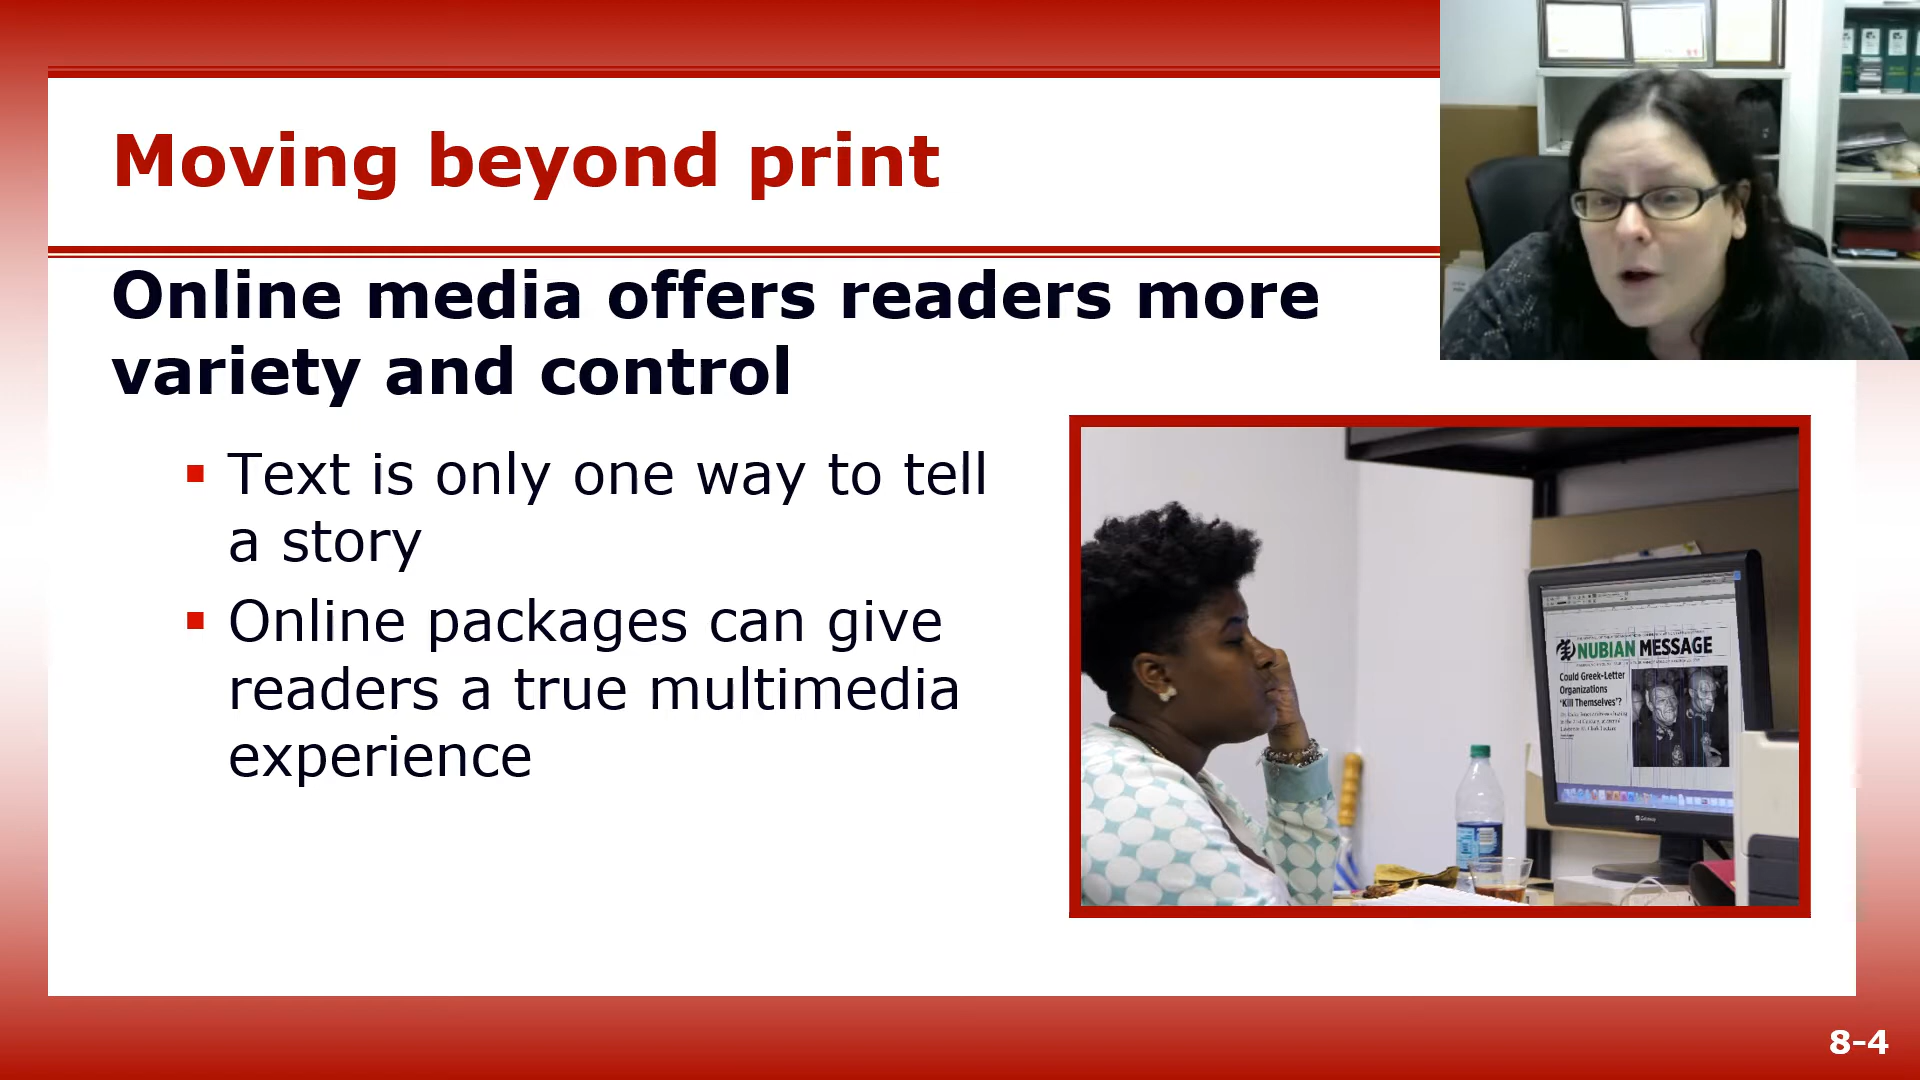 Moving beyond print
Online media offers readers more
variety and control
Text is only one way to tell
a story
Online packages can give
readers a true multimedia
experience
NUBIAN MESSAGE
Could Greek-Letter
Organizations
'Kill Themselves'?
8-4